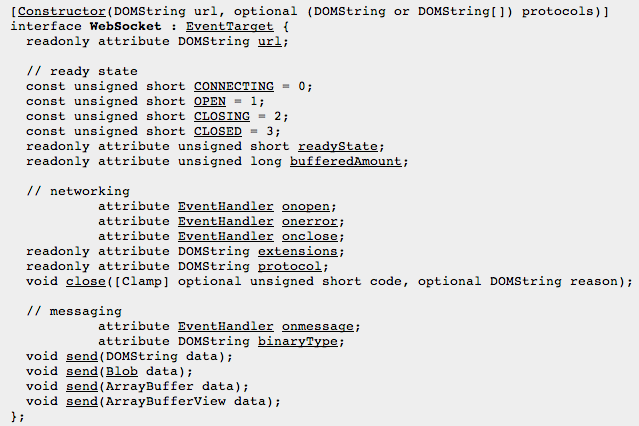 [Constructor(DOMString url, optional (DOMString or DOMString[]) protocols)]
interface WebSocket : EventTarget {
  readonly attribute DOMString url;

  // ready state
  const unsigned short CONNECTING = 0;
  const unsigned short OPEN = 1;
  const unsigned short CLOSING = 2;
  const unsigned short CLOSED = 3;
  readonly attribute unsigned short readyState;
  readonly attribute unsigned long bufferedAmount;

  // networking
           attribute EventHandler onopen;
           attribute EventHandler onerror;
           attribute EventHandler onclose;
  readonly attribute DOMString extensions;
  readonly attribute DOMString protocol;
  void close([Clamp] optional unsigned short code, optional DOMString reason);

  // messaging
           attribute EventHandler onmessage;
           attribute DOMString binaryType;
  void send(DOMString data);
  void send(Blob data);
  void send(ArrayBuffer data);
  void send(ArrayBufferView data);
};